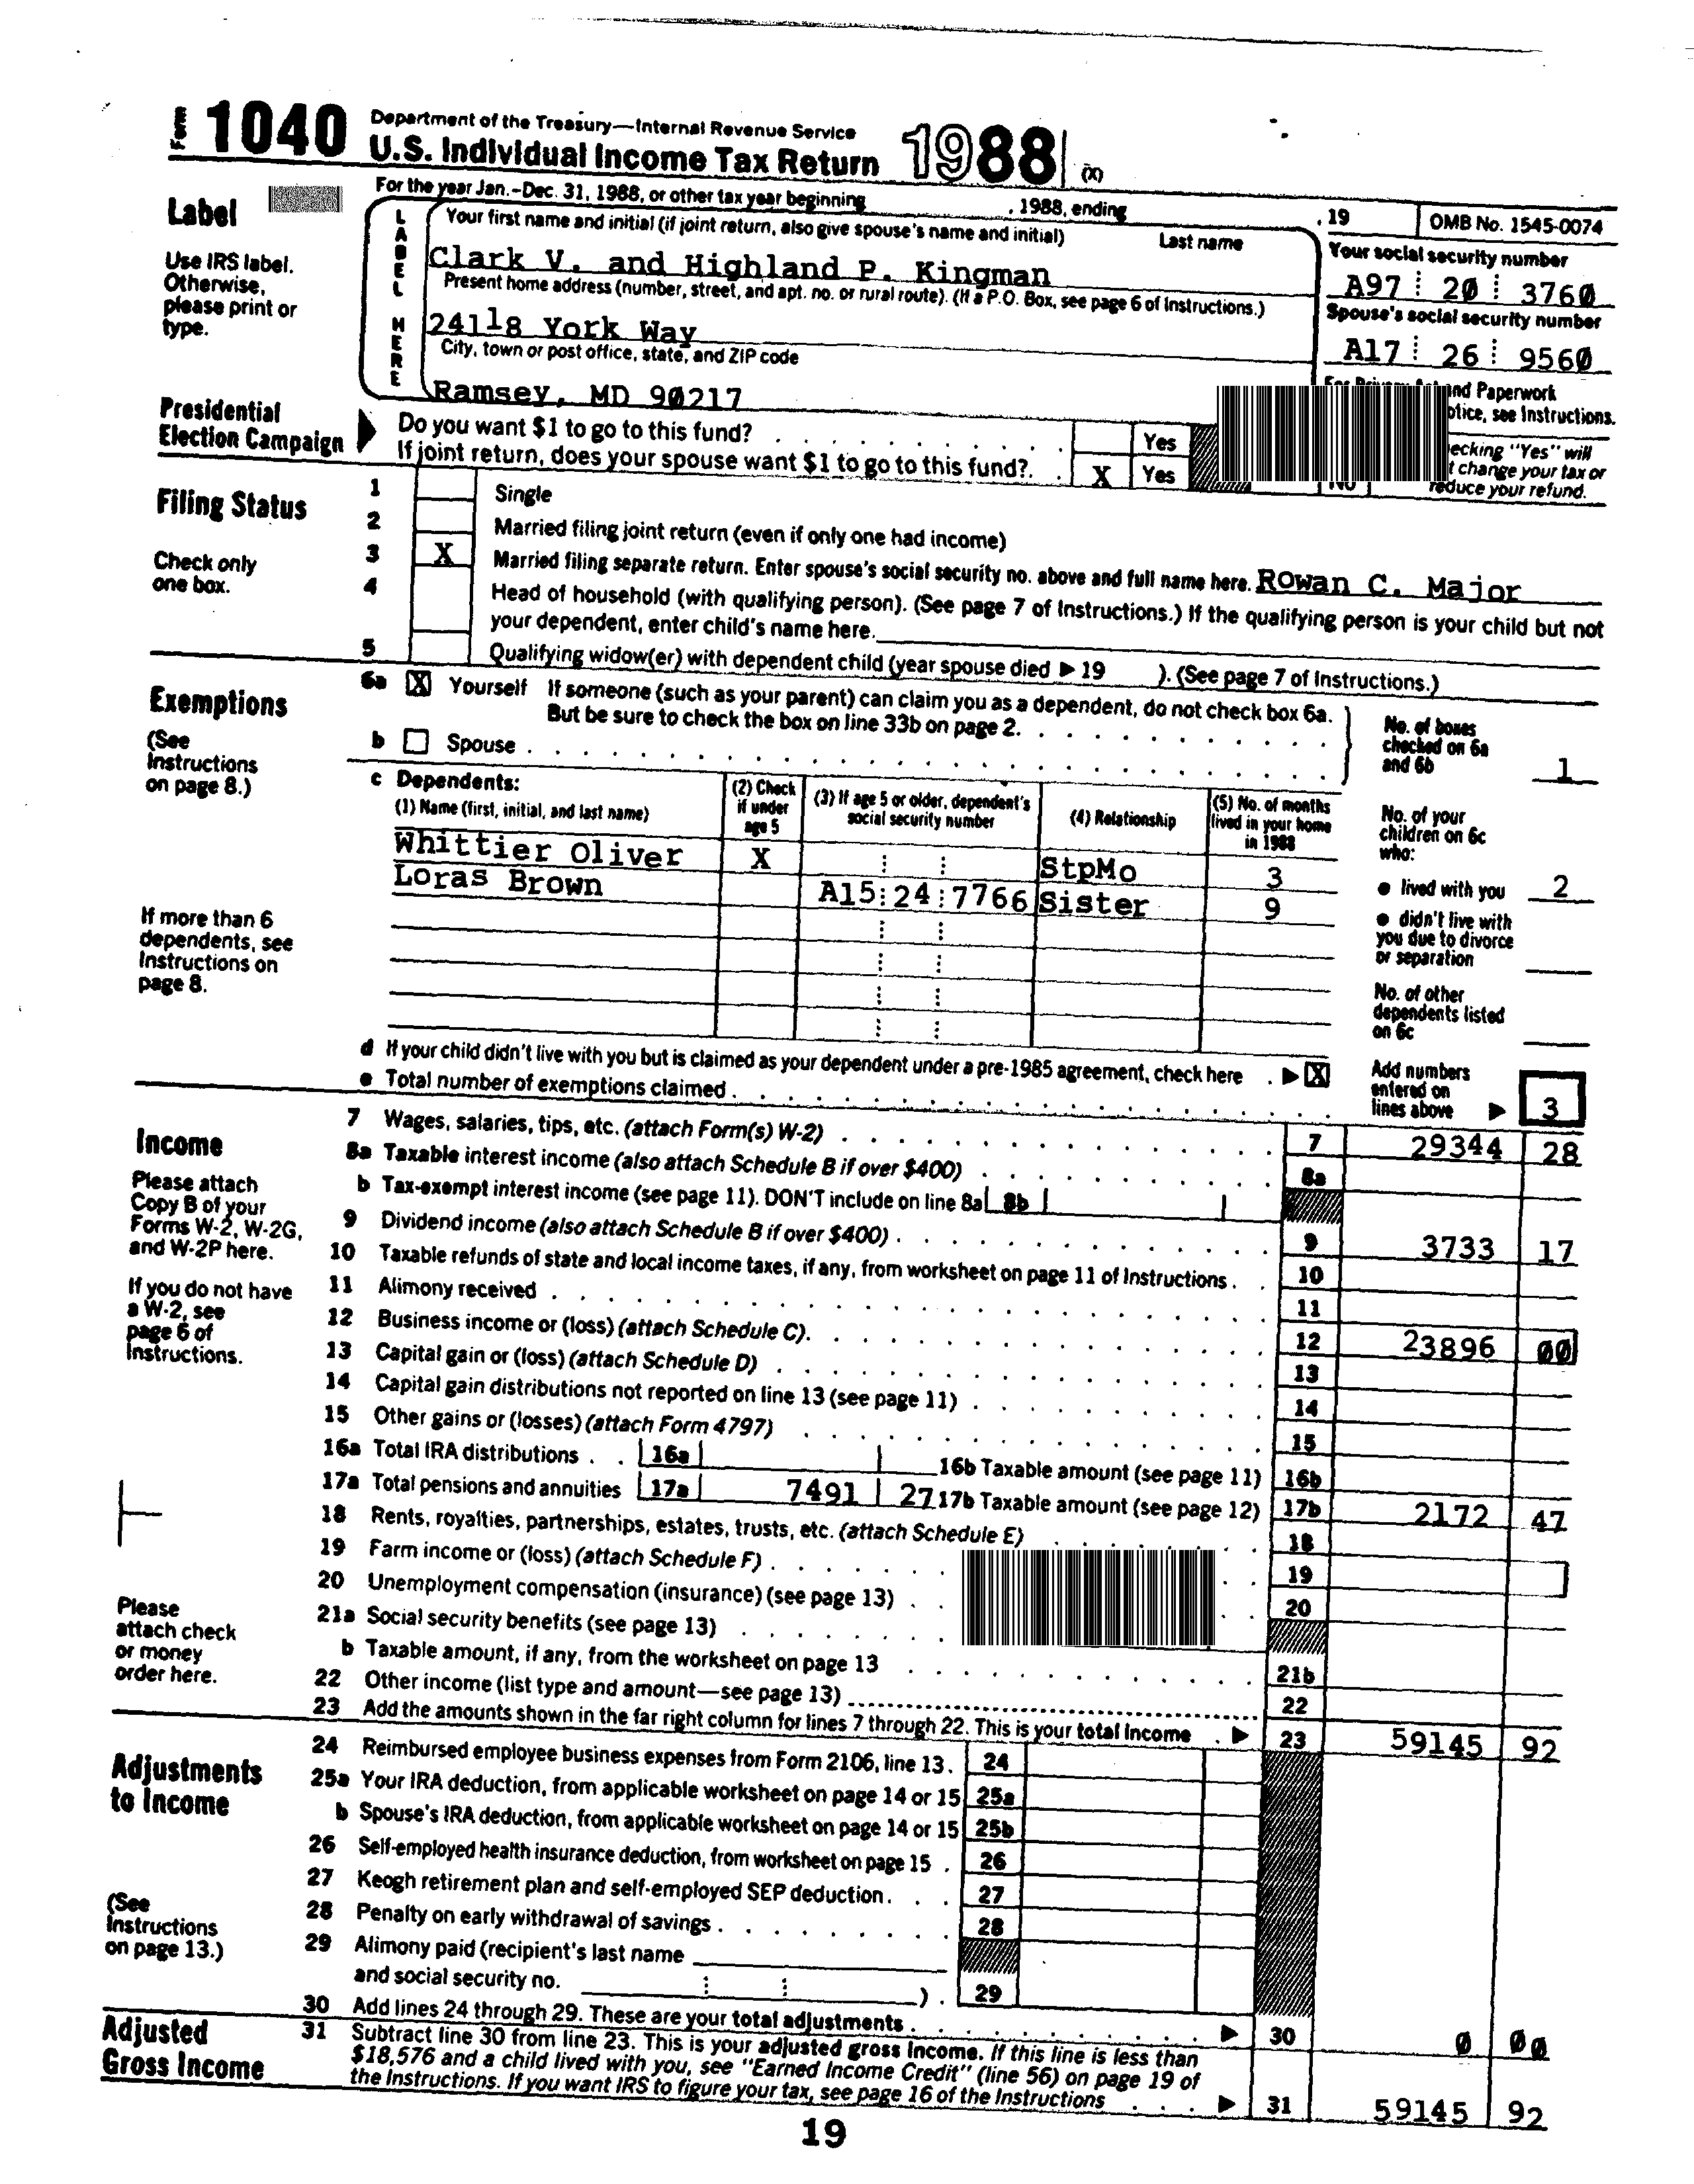 Form 1040 Department of the Treasury—Internal Revenue Service
U.S. Individual Income Tax Return 1988 (X)
For the year Jan.-Dec. 31, 1988, or other tax year beginning , 1988, ending , 19 OMB No. 1545-0074
Label
Use IRS label. Otherwise, please print or type.
LABEL HERE
Your first name and initial (if joint return, also give spouse's name and initial) Last name
Clark V. and Highland P. Kingman
Your social security number
A97 20 3760
Present home address (number, street, and apt. no. or rural route). (If a P.O. Box, see page 6 of Instructions.)
24118 York Way
Spouse's social security number
A17 26 9560
City, town or post office, state, and ZIP code
Ramsey, MD 90217
and Paperwork
see Instructions.
Presidential Election Campaign
Do you want $1 to go to this fund? Yes
If joint return, does your spouse want $1 to go to this fund? X Yes
"Yes" will
change your tax or
reduce your refund.
Filing Status
Check only one box.
1 Single
2 Married filing joint return (even if only one had income)
3 X Married filing separate return. Enter spouse's social security no. above and full name here. Rowan C. Major
4 Head of household (with qualifying person). (See page 7 of Instructions.) If the qualifying person is your child but not
your dependent, enter child's name here.
5 Qualifying widow(er) with dependent child (year spouse died ▶ 19 ). (See page 7 of Instructions.)
Exemptions
(See Instructions on page 8.)
6a X Yourself If someone (such as your parent) can claim you as a dependent, do not check box 6a.
But be sure to check the box on line 33b on page 2.
b Spouse
No. of boxes checked on 6a and 6b 1
c Dependents:
(1) Name (first, initial, and last name) (2) Check if under age 5 (3) If age 5 or older, dependent's social security number (4) Relationship (5) No. of months lived in your home in 1988
Whittier Oliver X StpMo 3
Loras Brown A15 24 7766 Sister 9
No. of your children on 6c who:
● lived with you 2
● didn't live with you due to divorce or separation
No. of other dependents listed on 6c
If more than 6 dependents, see Instructions on page 8.
d If your child didn't live with you but is claimed as your dependent under a pre-1985 agreement, check here ▶ X
e Total number of exemptions claimed
Add numbers entered on lines above ▶ 3
Income
Please attach Copy B of your Forms W-2, W-2G, and W-2P here.
If you do not have a W-2, see page 6 of Instructions.
Please attach check or money order here.
7 Wages, salaries, tips, etc. (attach Form(s) W-2) 7 29344 28
8a Taxable interest income (also attach Schedule B if over $400) 8a
b Tax-exempt interest income (see page 11). DON'T include on line 8a 8b
9 Dividend income (also attach Schedule B if over $400) 9 3733 17
10 Taxable refunds of state and local income taxes, if any, from worksheet on page 11 of Instructions. 10
11 Alimony received 11
12 Business income or (loss) (attach Schedule C). 12 23896 00
13 Capital gain or (loss) (attach Schedule D) 13
14 Capital gain distributions not reported on line 13 (see page 11) 14
15 Other gains or (losses) (attach Form 4797) 15
16a Total IRA distributions 16a 16b Taxable amount (see page 11) 16b
17a Total pensions and annuities 17a 7491 27 17b Taxable amount (see page 12) 17b 2172 47
18 Rents, royalties, partnerships, estates, trusts, etc. (attach Schedule E) 18
19 Farm income or (loss) (attach Schedule F) 19
20 Unemployment compensation (insurance) (see page 13) 20
21a Social security benefits (see page 13)
b Taxable amount, if any, from the worksheet on page 13 21b
22 Other income (list type and amount—see page 13) 22
23 Add the amounts shown in the far right column for lines 7 through 22. This is your total income ▶ 23 59145 92
Adjustments to Income
(See Instructions on page 13.)
24 Reimbursed employee business expenses from Form 2106, line 13. 24
25a Your IRA deduction, from applicable worksheet on page 14 or 15 25a
b Spouse's IRA deduction, from applicable worksheet on page 14 or 15 25b
26 Self-employed health insurance deduction, from worksheet on page 15 26
27 Keogh retirement plan and self-employed SEP deduction 27
28 Penalty on early withdrawal of savings 28
29 Alimony paid (recipient's last name
and social security no. ) 29
30 Add lines 24 through 29. These are your total adjustments ▶ 30 0 00
Adjusted Gross Income
31 Subtract line 30 from line 23. This is your adjusted gross income. If this line is less than
$18,576 and a child lived with you, see "Earned Income Credit" (line 56) on page 19 of
the Instructions. If you want IRS to figure your tax, see page 16 of the Instructions ▶ 31 59145 92
19